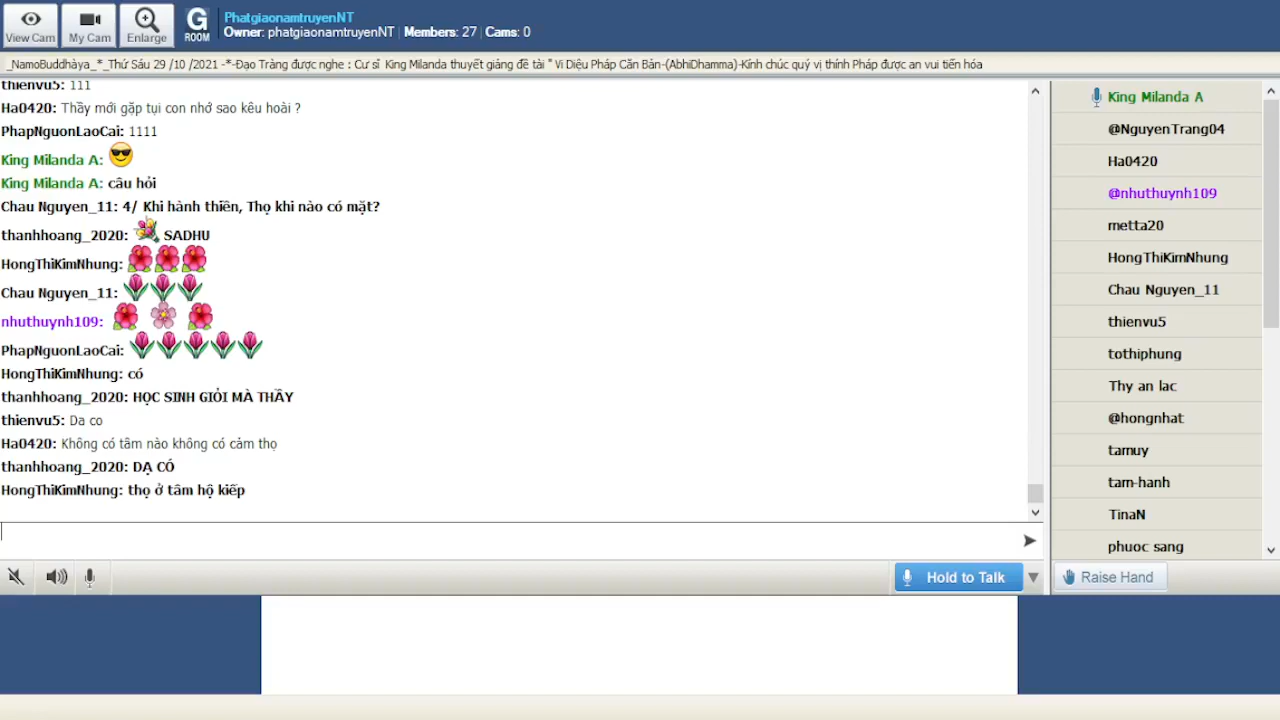 View Cam
My Cam
Enlarge
G
ROOM
PhatgiaonamtruyenNT
Owner: phatgiaonamtruyenNT | Members: 27 | Cams: 0
_NamoBuddhàya_*_Thứ Sáu 29 /10 /2021 -*-Đạo Tràng được nghe : Cư sĩ King Milanda thuyết giảng đề tài " Vi Diệu Pháp Căn Bản-(AbhiDhamma)-Kính chúc quý vị thính Pháp được an vui tiến hóa
thienvu5: 111
Ha0420: Thầy mới gặp tụi con nhớ sao kêu hoài ?
PhapNguonLaoCai: 1111
King Milanda A:
King Milanda A: câu hỏi
Chau Nguyen_11: 4/ Khi hành thiền, Thọ khi nào có mặt?
thanhhoang_2020: SADHU
HongThiKimNhung:
Chau Nguyen_11:
nhuthuynh109:
PhapNguonLaoCai:
HongThiKimNhung: có
thanhhoang_2020: HỌC SINH GIỎI MÀ THẦY
thienvu5: Da co
Ha0420: Không có tâm nào không có cảm thọ
thanhhoang_2020: DẠ CÓ
HongThiKimNhung: thọ ở tâm hộ kiếp
King Milanda A
@NguyenTrang04
Ha0420
@nhuthuynh109
metta20
HongThiKimNhung
Chau Nguyen_11
thienvu5
tothiphung
Thy an lac
@hongnhat
tamuy
tam-hanh
TinaN
phuoc sang
Hold to Talk
Raise Hand